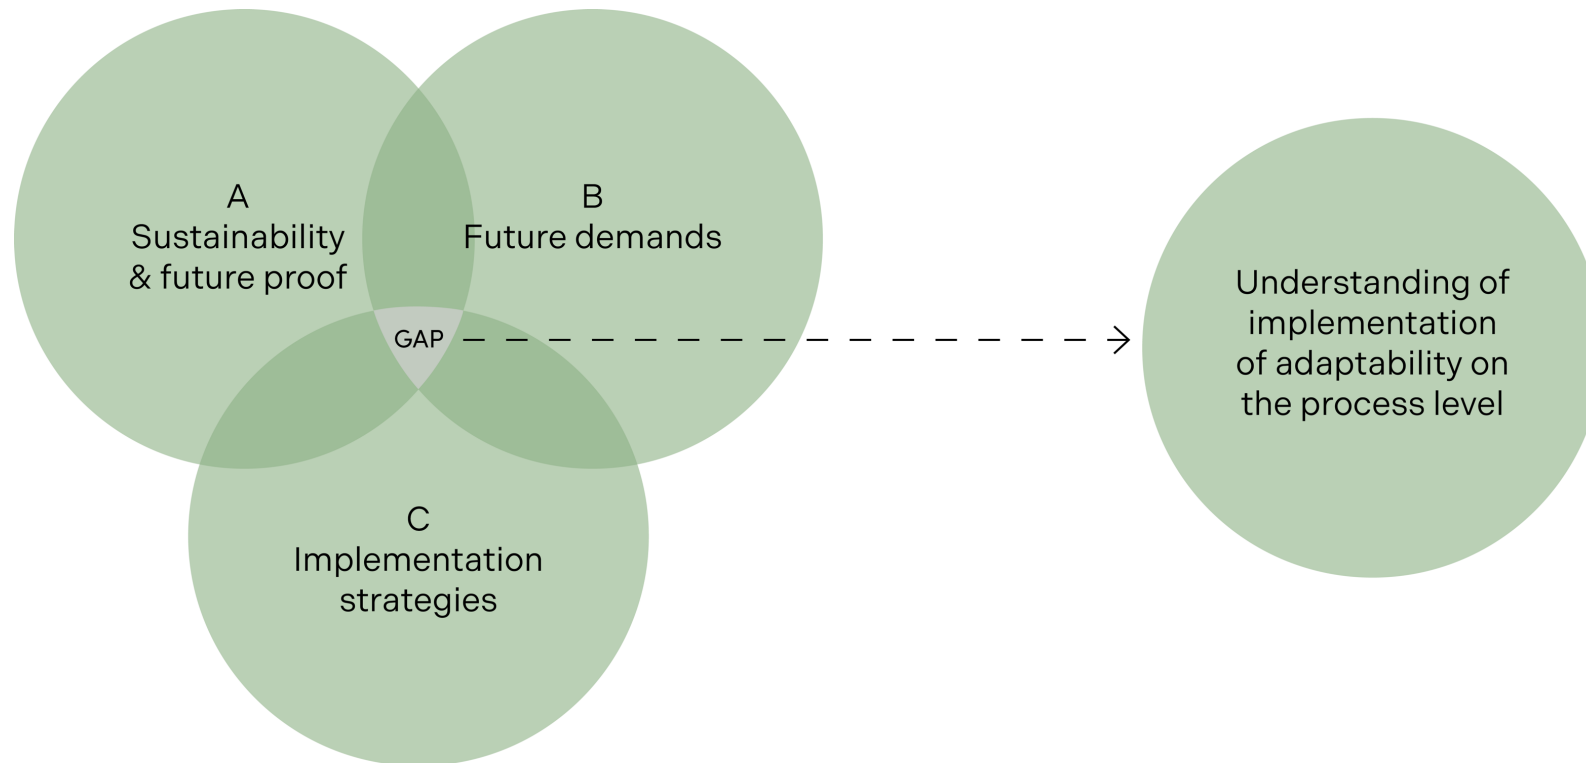 A
Sustainability
& future proof
B
Future demands
GAP
C
Implementation
strategies
Understanding of
implementation
of adaptability on
the process level